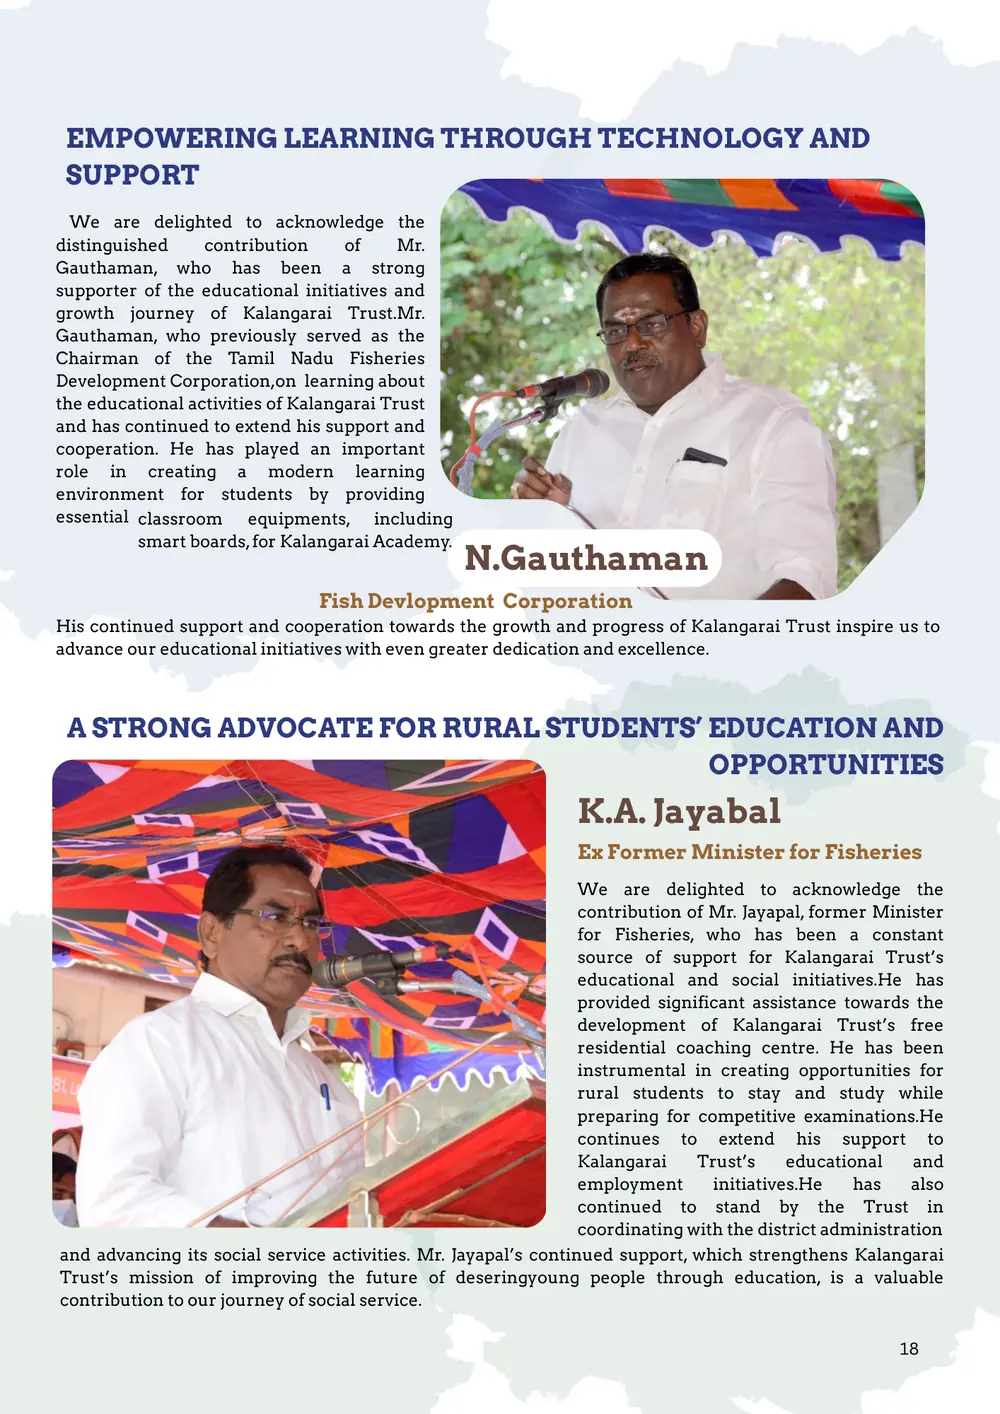 EMPOWERING LEARNING THROUGH TECHNOLOGY AND
SUPPORT
We are delighted to acknowledge the
distinguished contribution of Mr.
Gauthaman, who has been a strong
supporter of the educational initiatives and
growth journey of Kalangarai Trust.Mr.
Gauthaman, who previously served as the
Chairman of the Tamil Nadu Fisheries
Development Corporation,on learning about
the educational activities of Kalangarai Trust
and has continued to extend his support and
cooperation. He has played an important
role in creating a modern learning
environment for students by providing
essential classroom equipments, including
smart boards, for Kalangarai Academy.
N.Gauthaman
Fish Devlopment Corporation
His continued support and cooperation towards the growth and progress of Kalangarai Trust inspire us to
advance our educational initiatives with even greater dedication and excellence.
A STRONG ADVOCATE FOR RURAL STUDENTS’ EDUCATION AND
OPPORTUNITIES
K.A. Jayabal
Ex Former Minister for Fisheries
We are delighted to acknowledge the
contribution of Mr. Jayapal, former Minister
for Fisheries, who has been a constant
source of support for Kalangarai Trust’s
educational and social initiatives.He has
provided significant assistance towards the
development of Kalangarai Trust’s free
residential coaching centre. He has been
instrumental in creating opportunities for
rural students to stay and study while
preparing for competitive examinations.He
continues to extend his support to
Kalangarai Trust’s educational and
employment initiatives.He has also
continued to stand by the Trust in
coordinating with the district administration
and advancing its social service activities. Mr. Jayapal’s continued support, which strengthens Kalangarai
Trust’s mission of improving the future of deseringyoung people through education, is a valuable
contribution to our journey of social service.
18